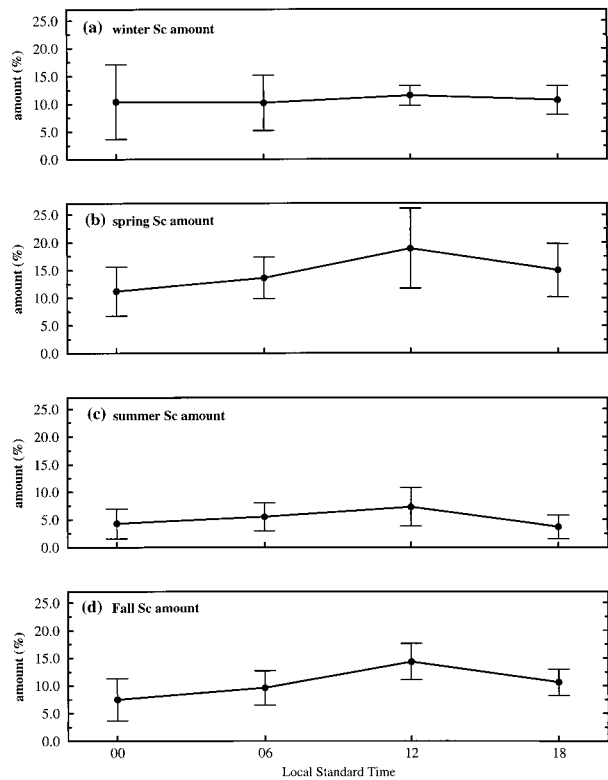 (a) winter Sc amount
25.0
20.0
15.0
10.0
5.0
0.0
amount (%)
(b) spring Sc amount
25.0
20.0
15.0
10.0
5.0
0.0
amount (%)
(c) summer Sc amount
25.0
20.0
15.0
10.0
5.0
0.0
amount (%)
(d) Fall Sc amount
25.0
20.0
15.0
10.0
5.0
0.0
amount (%)
00 06 12 18
Local Standard Time